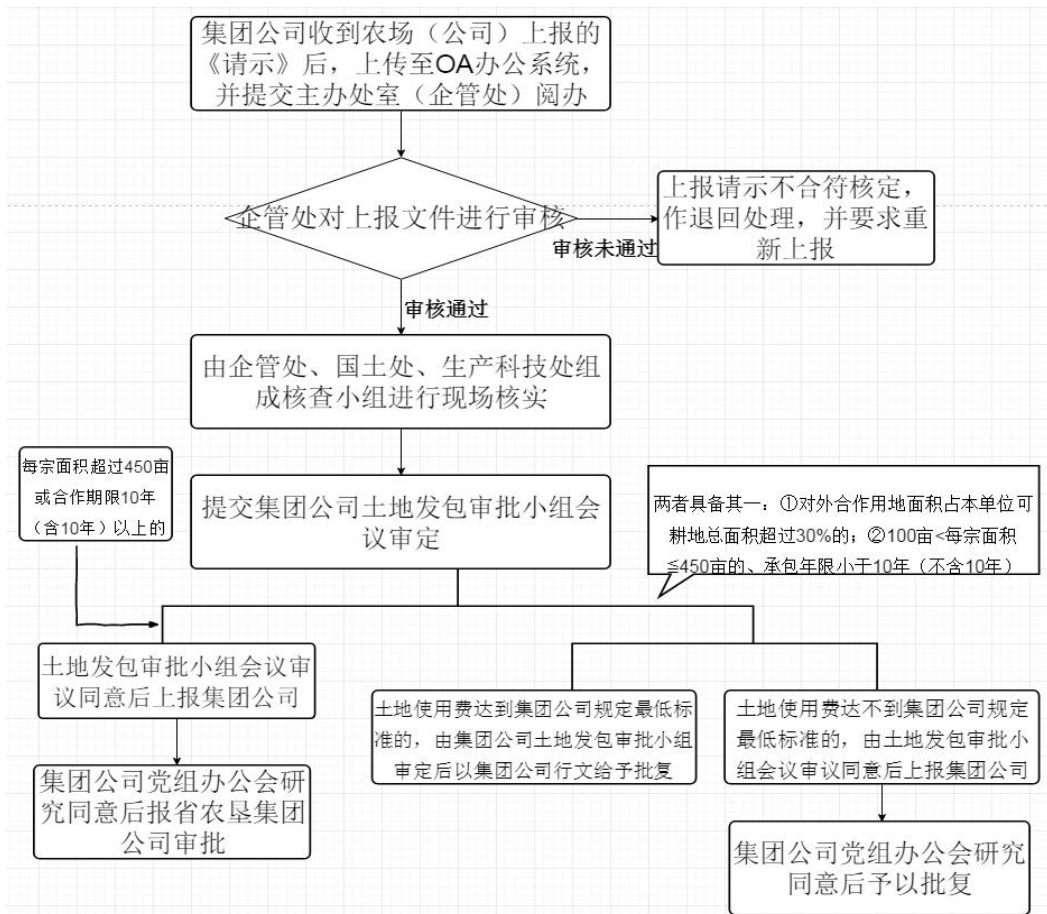 集团公司收到农场（公司）上报的
《请示》后，上传至OA办公系统，
并提交主办处室（企管处）阅办
企管处对上报文件进行审核
审核未通过
上报请示不合符核定，
作退回处理，并要求重
新上报
审核通过
由企管处、国土处、生产科技处组
成核查小组进行现场核实
每宗面积超过450亩
或合作期限10年
（含10年）以上的
提交集团公司土地发包审批小组会
议审定
两者具备其一：①对外合作用地面积占本单位可
耕地总面积超过30%的；②100亩<每宗面积
≦450亩的、承包年限小于10年（不含10年）
土地发包审批小组会议审
议同意后上报集团公司
土地使用费达到集团公司规定最低标
准的，由集团公司土地发包审批小组
审定后以集团公司行文给予批复
土地使用费达不到集团公司规定
最低标准的，由土地发包审批小
组会议审议同意后上报集团公司
集团公司党组办公会研
究同意后报省农垦集团
公司审批
集团公司党组办公会研究
同意后予以批复